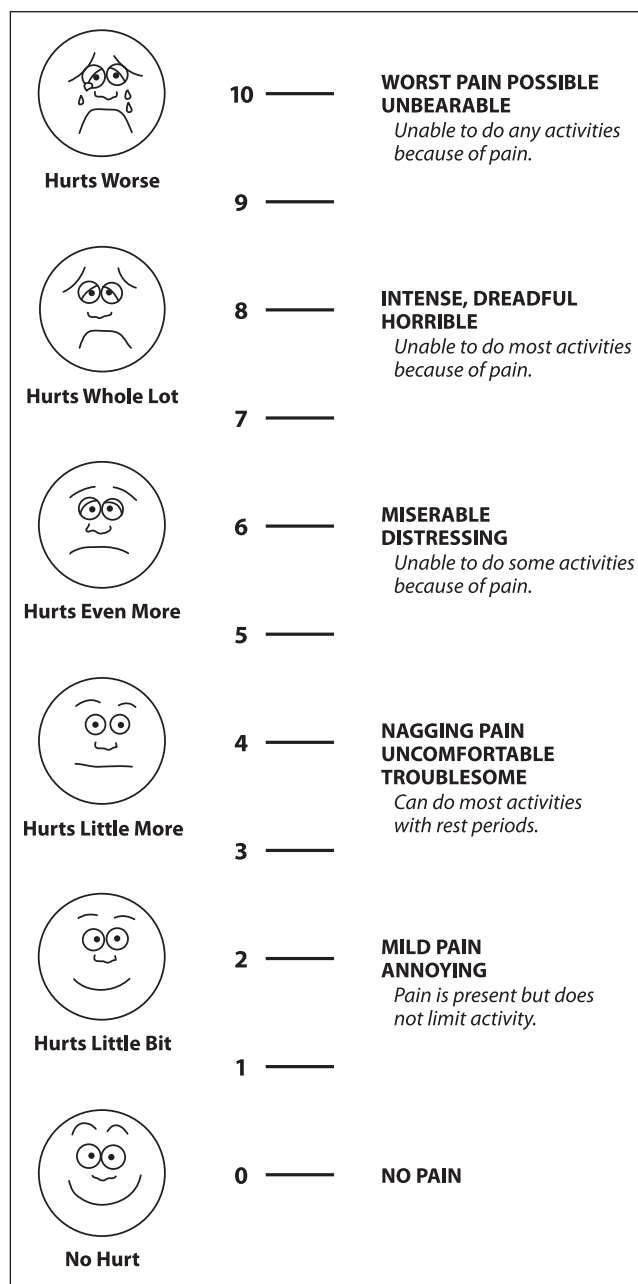 10
WORST PAIN POSSIBLE
UNBEARABLE
Unable to do any activities
because of pain.
Hurts Worse
9
8
INTENSE, DREADFUL
HORRIBLE
Unable to do most activities
because of pain.
Hurts Whole Lot
7
6
MISERABLE
DISTRESSING
Unable to do some activities
because of pain.
Hurts Even More
5
4
NAGGING PAIN
UNCOMFORTABLE
TROUBLESOME
Can do most activities
with rest periods.
Hurts Little More
3
2
MILD PAIN
ANNOYING
Pain is present but does
not limit activity.
Hurts Little Bit
1
0
NO PAIN
No Hurt